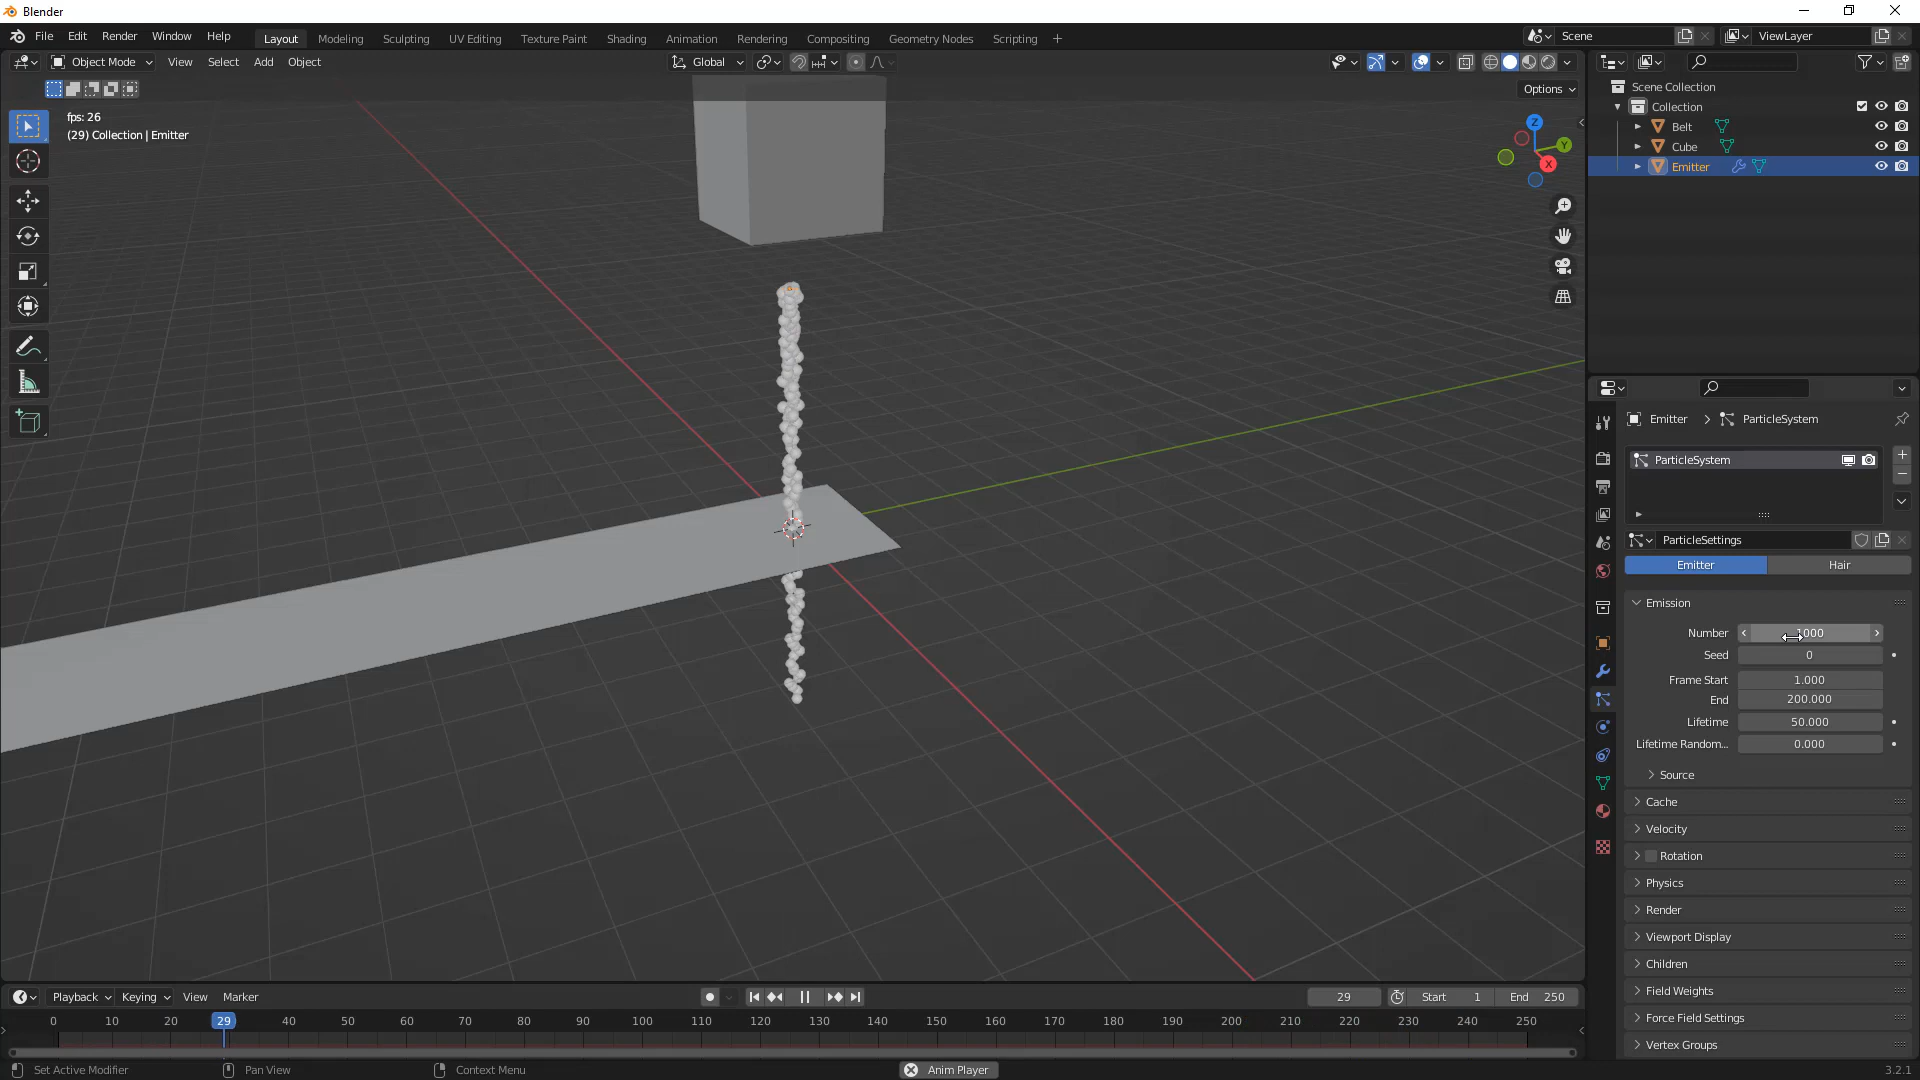 Blender
File Edit Render Window Help
Layout Modeling Sculpting UV Editing Texture Paint Shading Animation Rendering Compositing Geometry Nodes Scripting +
Scene
ViewLayer
Object Mode View Select Add Object
Global
Options
fps: 26
(29) Collection | Emitter
Z
Y
X
Scene Collection
Collection
Belt
Cube
Emitter
Emitter > ParticleSystem
ParticleSystem
ParticleSettings
Emitter Hair
Emission
Number 1000
Seed 0
Frame Start 1.000
End 200.000
Lifetime 50.000
Lifetime Random... 0.000
Source
Cache
Velocity
Rotation
Physics
Render
Viewport Display
Children
Field Weights
Force Field Settings
Vertex Groups
Playback Keying View Marker
29 Start 1 End 250
0 10 20 29 40 50 60 70 80 90 100 110 120 130 140 150 160 170 180 190 200 210 220 230 240 250
Set Active Modifier Pan View Context Menu Anim Player 3.2.1